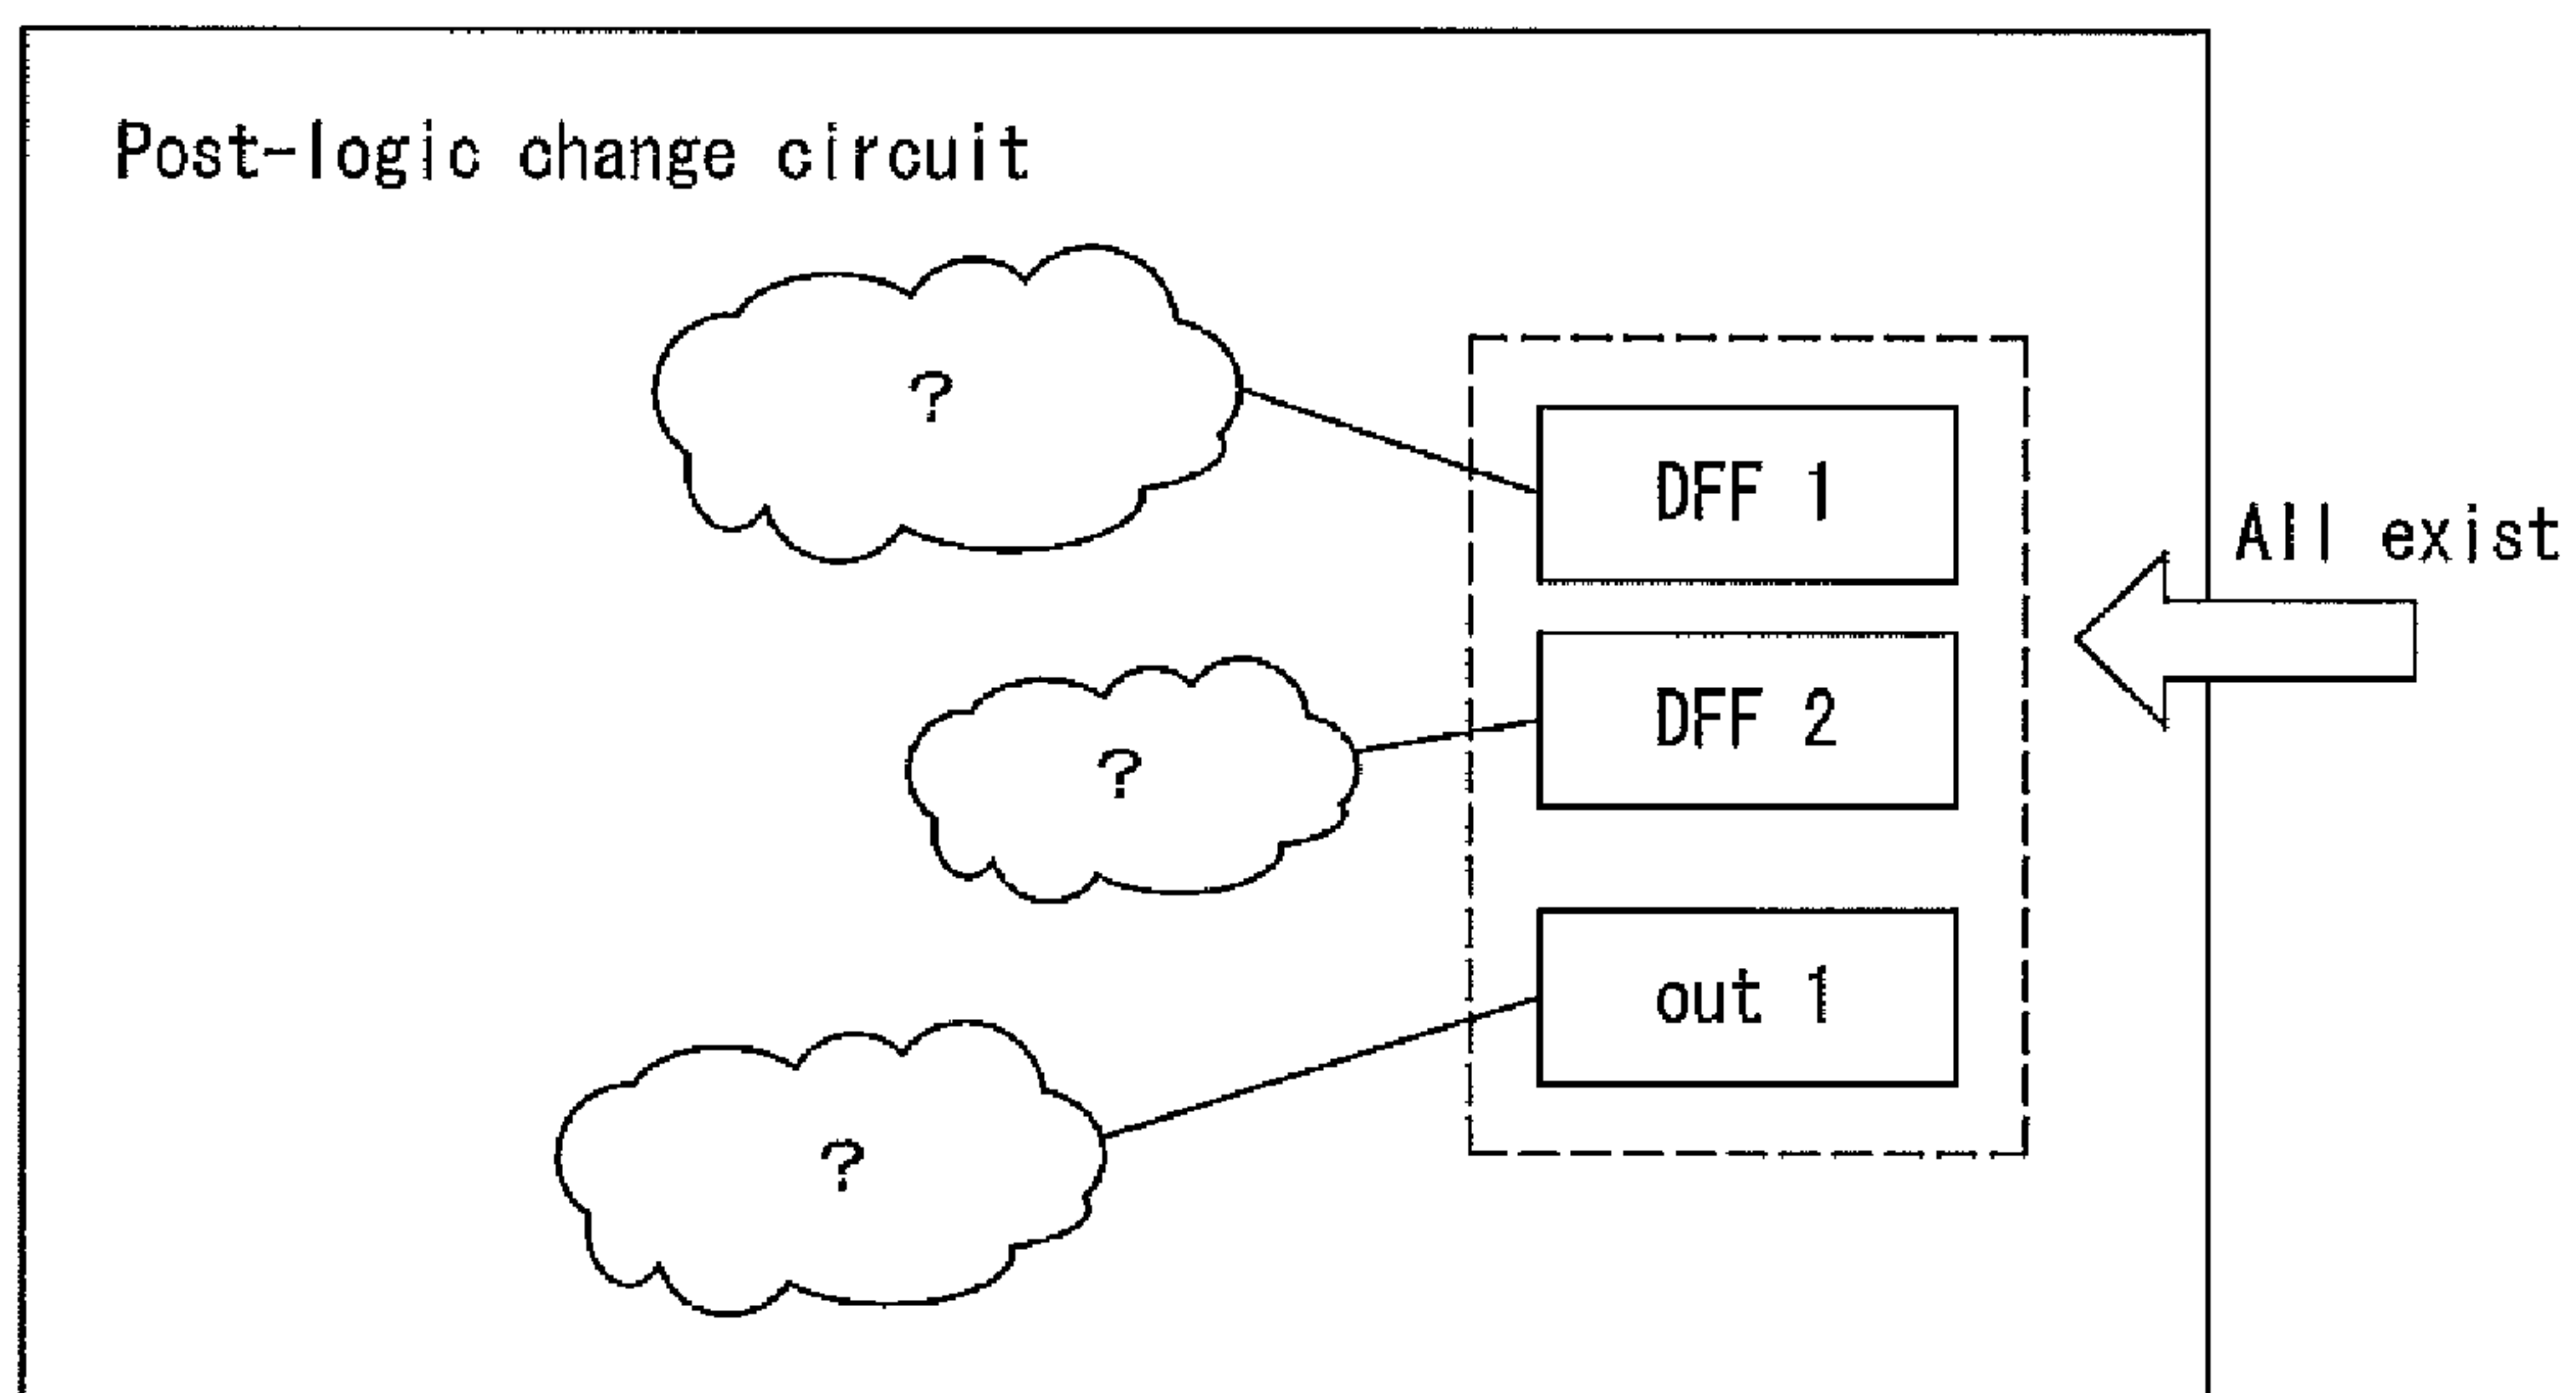 Post-logic change circuit
?
DFF 1
All exist
?
DFF 2
?
out 1